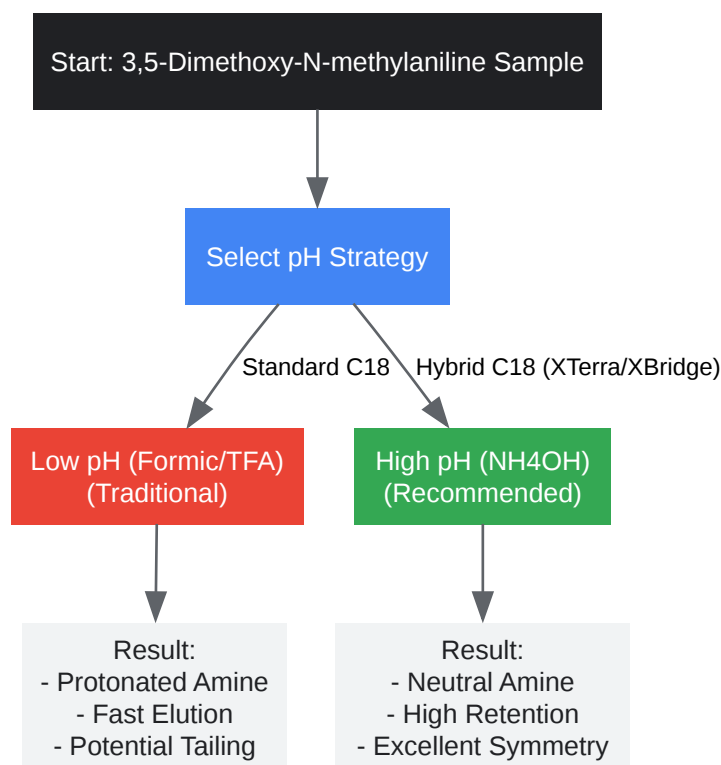 Start: 3,5-Dimethoxy-N-methylaniline Sample
Select pH Strategy
Standard C18
Hybrid C18 (XTerra/XBridge)
Low pH (Formic/TFA)
(Traditional)
High pH (NH4OH)
(Recommended)
Result:
- Protonated Amine
- Fast Elution
- Potential Tailing
Result:
- Neutral Amine
- High Retention
- Excellent Symmetry